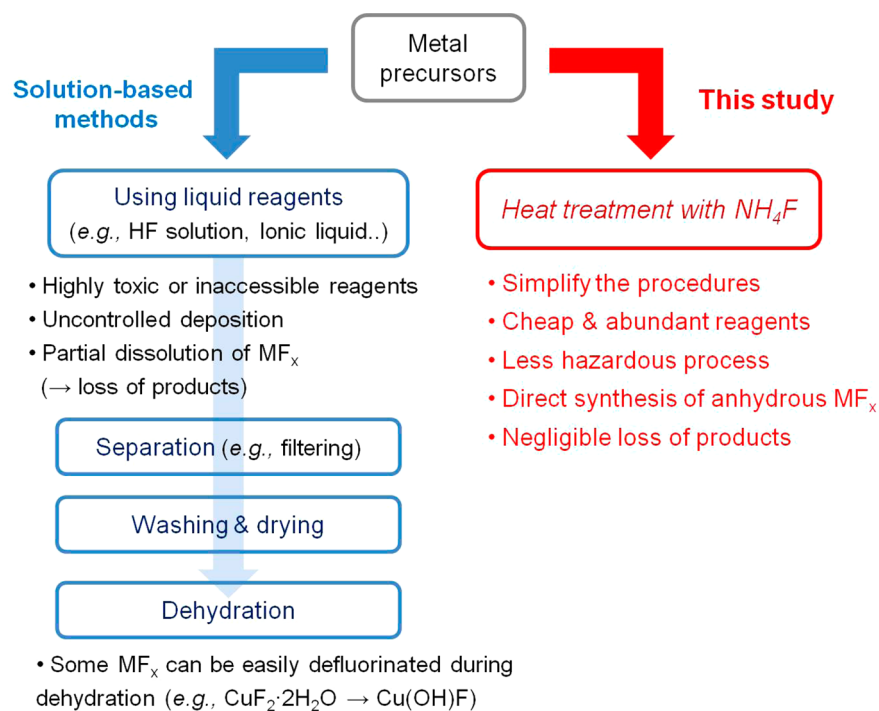 Metal
precursors
Solution-based
methods
This study
Using liquid reagents
(e.g., HF solution, Ionic liquid..)
• Highly toxic or inaccessible reagents
• Uncontrolled deposition
• Partial dissolution of MFₓ
(→ loss of products)
Separation (e.g., filtering)
Washing & drying
Dehydration
• Some MFₓ can be easily defluorinated during
dehydration (e.g., CuF₂·2H₂O → Cu(OH)F)
Heat treatment with NH₄F
• Simplify the procedures
• Cheap & abundant reagents
• Less hazardous process
• Direct synthesis of anhydrous MFₓ
• Negligible loss of products